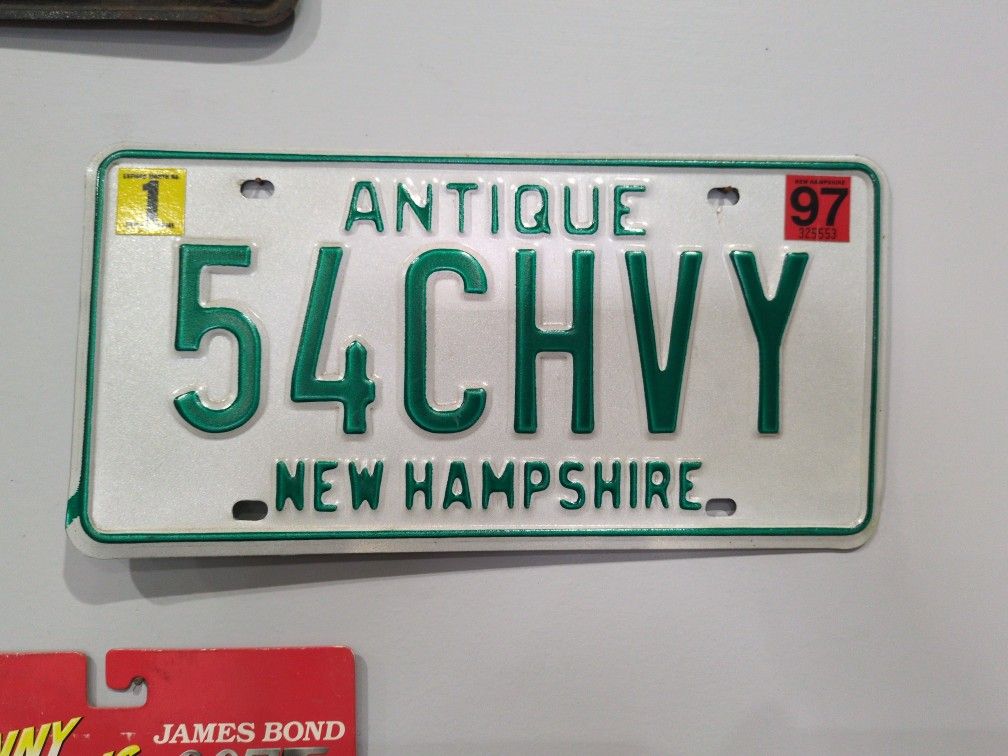 1
ANTIQUE
NEW HAMPSHIRE
97
325553
54CHVY
NEW HAMPSHIRE
JAMES BOND